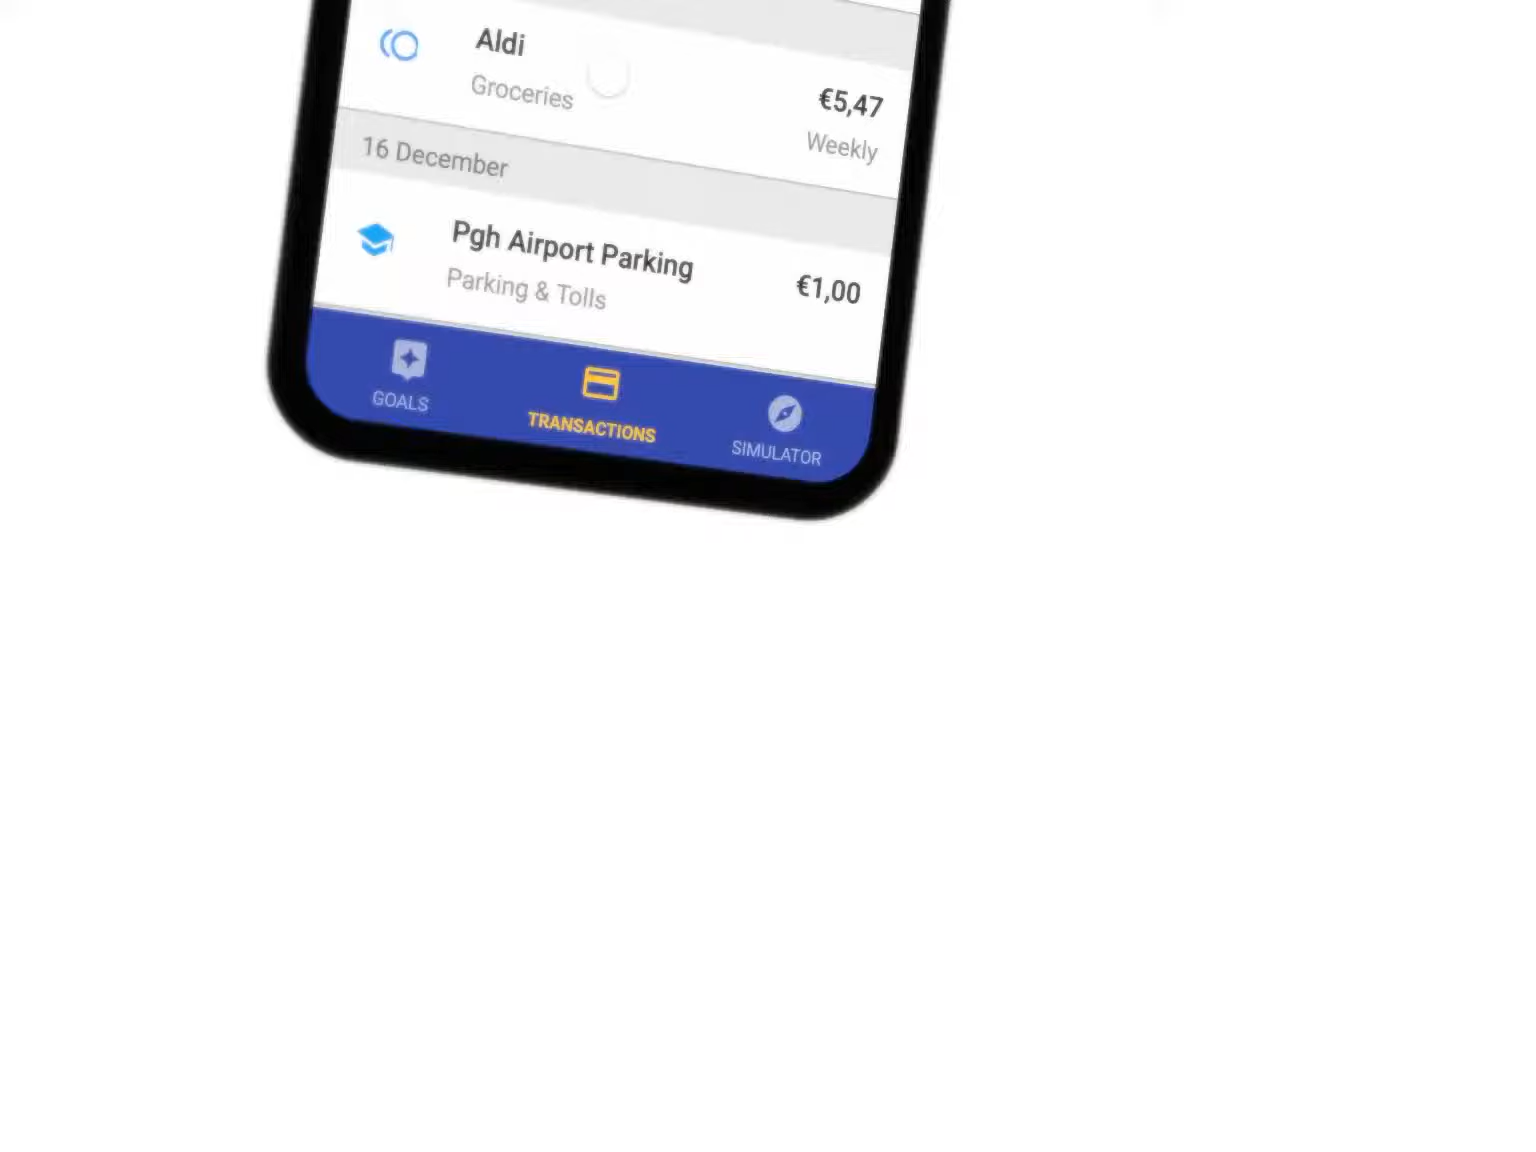 Aldi
Groceries
€5,47
Weekly
16 December
Pgh Airport Parking
Parking & Tolls
€1,00
GOALS
TRANSACTIONS
SIMULATOR